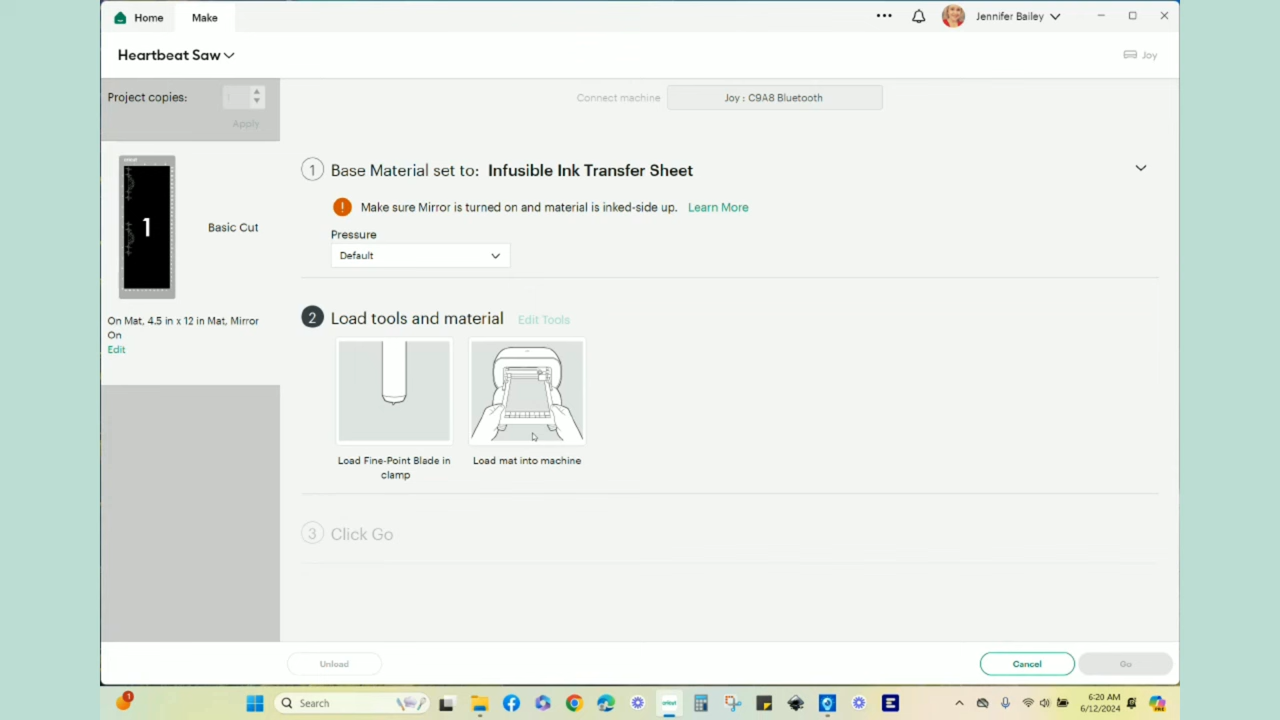 Home
Make
Jennifer Bailey
Heartbeat Saw
Joy
Project copies:
1
Apply
Connect machine
Joy : C9A8 Bluetooth
1
Basic Cut
On Mat, 4.5 in x 12 in Mat, Mirror
On
Edit
1 Base Material set to: Infusible Ink Transfer Sheet
! Make sure Mirror is turned on and material is inked-side up. Learn More
Pressure
Default
2 Load tools and material Edit Tools
Load Fine-Point Blade in
clamp
Load mat into machine
3 Click Go
Unload
Cancel
Go
1
Search
6:20 AM
6/12/2024